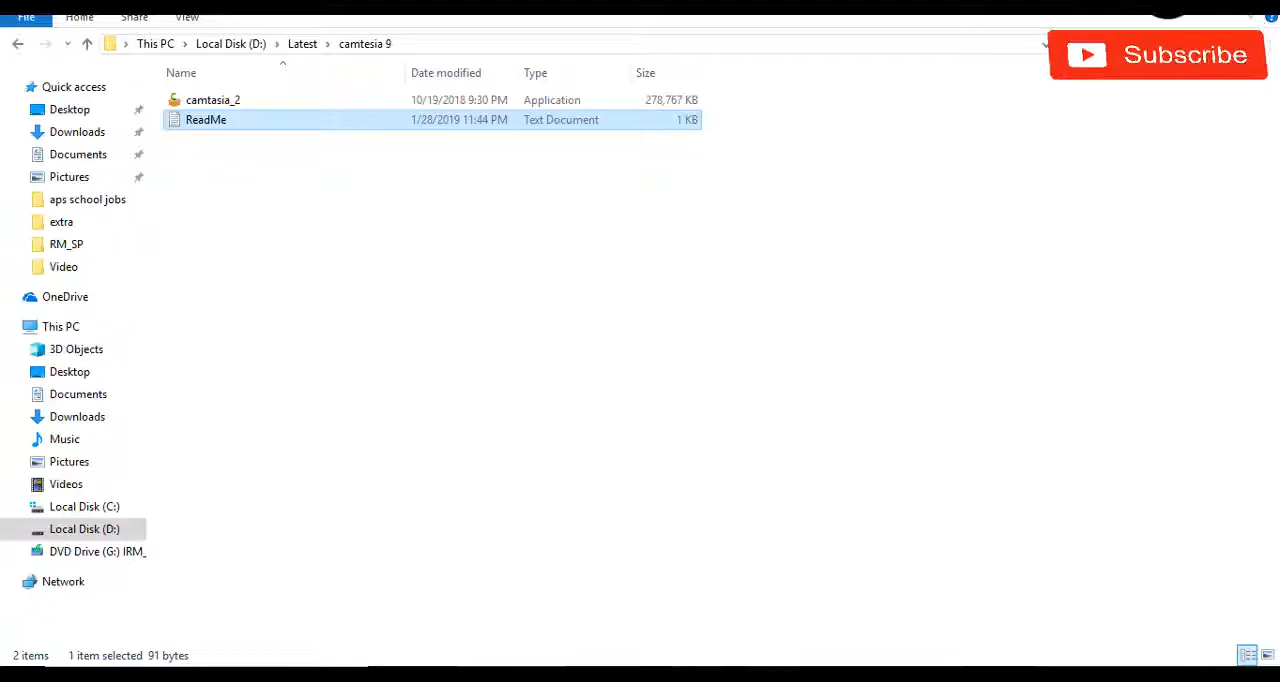 File Home Share View
This PC › Local Disk (D:) › Latest › camtesia 9
Subscribe
Name Date modified Type Size
camtasia_2 10/19/2018 9:30 PM Application 278,767 KB
ReadMe 1/28/2019 11:44 PM Text Document 1 KB
Quick access
Desktop
Downloads
Documents
Pictures
aps school jobs
extra
RM_SP
Video
OneDrive
This PC
3D Objects
Desktop
Documents
Downloads
Music
Pictures
Videos
Local Disk (C:)
Local Disk (D:)
DVD Drive (G:) IRM_
Network
2 items 1 item selected 91 bytes